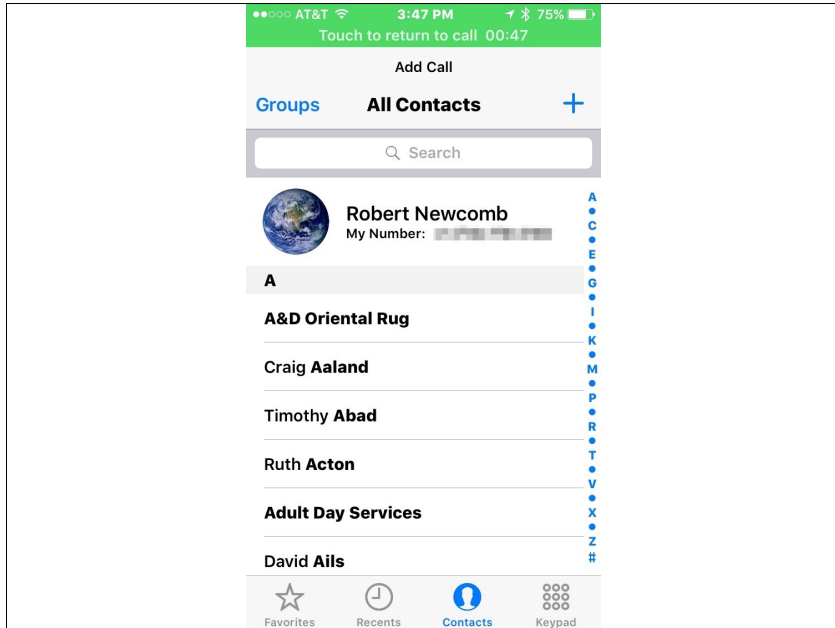 AT&T 3:47 PM 75%
Touch to return to call 00:47
Add Call
Groups All Contacts +
Search
Robert Newcomb
My Number:
A
A&D Oriental Rug
Craig Aaland
Timothy Abad
Ruth Acton
Adult Day Services
David Ails
A
C
E
G
I
K
M
P
R
T
V
X
Z
#
Favorites Recents Contacts Keypad